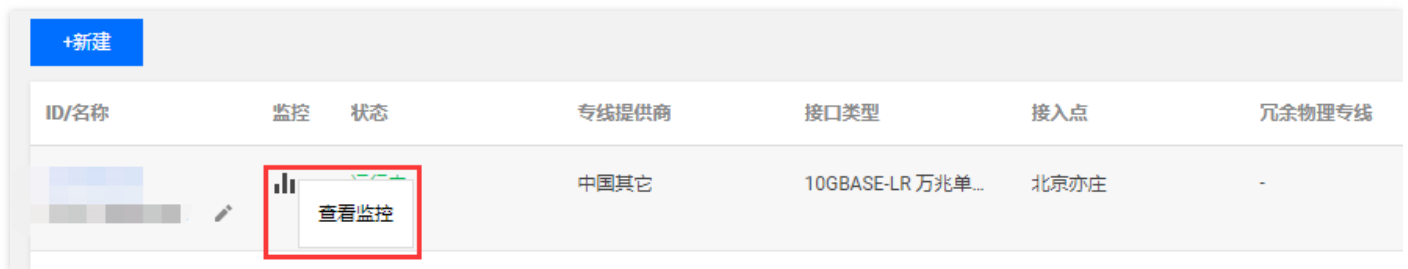 +新建
ID/名称 监控 状态 专线提供商 接口类型 接入点 冗余物理专线
中国其它 10GBASE-LR 万兆单... 北京亦庄 -
查看监控